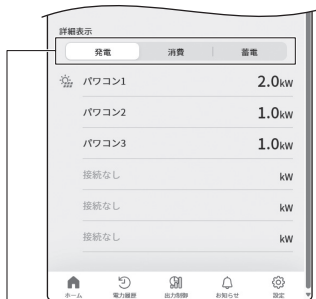 詳細表示
発電 消費 蓄電
パワコン1 2.0kW
パワコン2 1.0kW
パワコン3 1.0kW
接続なし kW
接続なし kW
接続なし kW
ホーム 電力履歴 出力制御 お知らせ 設定